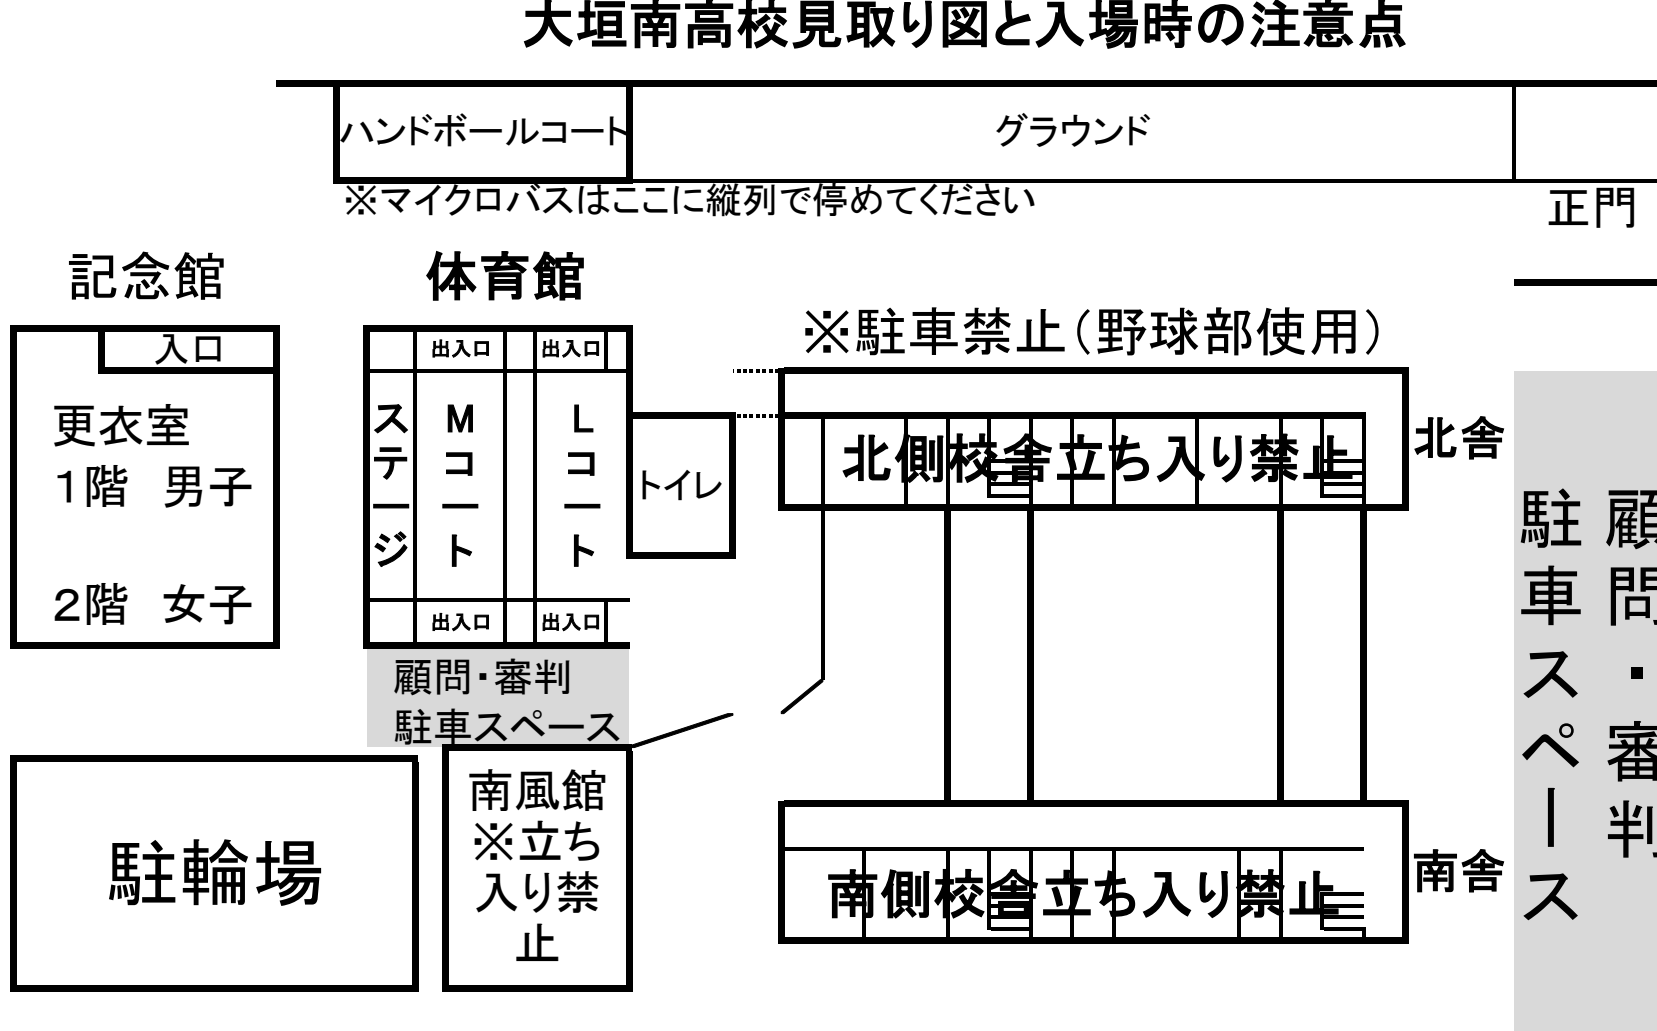 大垣南高校見取り図と入場時の注意点
ハンドボールコート
グラウンド
※マイクロバスはここに縦列で停めてください
正門
記念館
体育館
※駐車禁止（野球部使用）
入口
出入口
出入口
更衣室
1階　男子
2階　女子
ステージ
Mコート
Lコート
トイレ
北側校舎立ち入り禁止
北舎
出入口
出入口
顧問・審判
駐車スペース
顧問・審判
駐車スペース
駐輪場
南風館
※立ち
入り禁
止
南側校舎立ち入り禁止
南舎